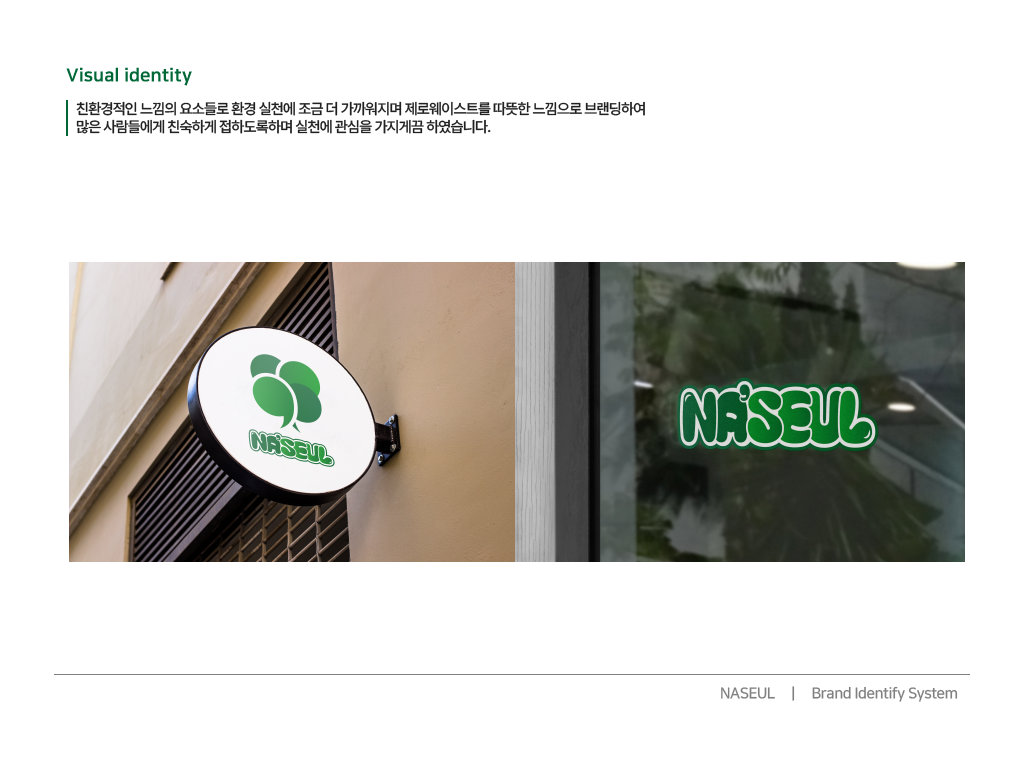 Visual identity
친환경적인 느낌의 요소들로 환경 실천에 조금 더 가까워지며 제로웨이스트를 따뜻한 느낌으로 브랜딩하여
많은 사람들에게 친숙하게 접하도록하며 실천에 관심을 가지게끔 하였습니다.
NA'SEUL
NA'SEUL
NASEUL | Brand Identify System